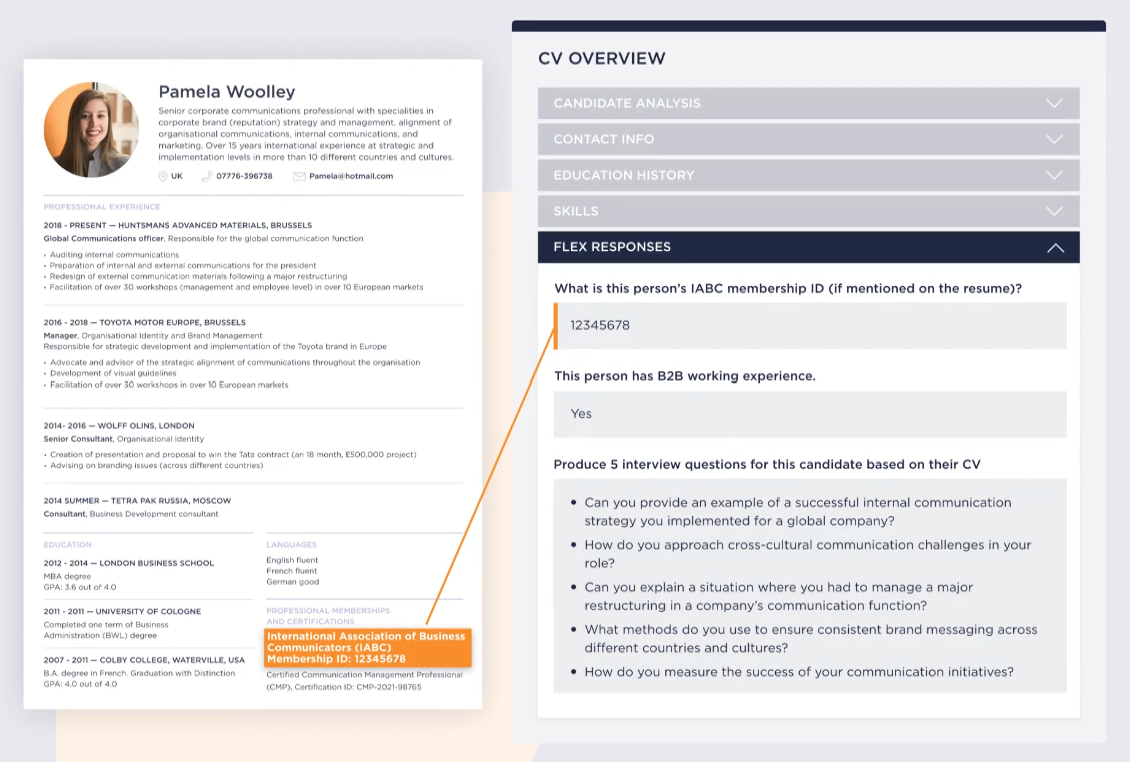 Pamela Woolley
Senior corporate communications professional with specialities in
corporate brand (reputation) strategy and management, alignment of
organisational communications, internal communications, and
marketing. Over 15 years international experience at strategic and
implementation levels in more than 10 different countries and cultures.
UK 07776-396738 Pamela@hotmail.com
PROFESSIONAL EXPERIENCE
2018 - PRESENT — HUNTSMANS ADVANCED MATERIALS, BRUSSELS
Global Communications officer, Responsible for the global communication function
• Auditing internal communications
• Preparation of internal and external communications for the president
• Redesign of external communication materials following a major restructuring
• Facilitation of over 30 workshops (management and employee level) in over 10 European markets
2016 - 2018 — TOYOTA MOTOR EUROPE, BRUSSELS
Manager, Organisational Identity and Brand Management
Responsible for strategic development and implementation of the Toyota brand in Europe
• Advocate and advisor of the strategic alignment of communications throughout the organisation
• Development of visual guidelines
• Facilitation of over 30 workshops in over 10 European markets
2014- 2016 — WOLFF OLINS, LONDON
Senior Consultant, Organisational Identity
• Creation of presentation and proposal to win the Tata contract (an 18 month, £500,000 project)
• Advising on branding issues (across different countries)
2014 SUMMER — TETRA PAK RUSSIA, MOSCOW
Consultant, Business Development consultant
EDUCATION
2012 - 2014 — LONDON BUSINESS SCHOOL
MBA degree
GPA: 3.6 out of 4.0
2011 - 2011 — UNIVERSITY OF COLOGNE
Completed one term of Business
Administration (BWL) degree
2007 - 2011 — COLBY COLLEGE, WATERVILLE, USA
B.A. degree in French. Graduation with Distinction
GPA: 4.0 out of 4.0
LANGUAGES
English fluent
French fluent
German good
PROFESSIONAL MEMBERSHIPS
AND CERTIFICATIONS
International Association of Business
Communicators (IABC)
Membership ID: 12345678
Certified Communication Management Professional
(CMP), Certification ID: CMP-2021-98765
CV OVERVIEW
CANDIDATE ANALYSIS
CONTACT INFO
EDUCATION HISTORY
SKILLS
FLEX RESPONSES
What is this person's IABC membership ID (if mentioned on the resume)?
12345678
This person has B2B working experience.
Yes
Produce 5 interview questions for this candidate based on their CV
• Can you provide an example of a successful internal communication
strategy you implemented for a global company?
• How do you approach cross-cultural communication challenges in your
role?
• Can you explain a situation where you had to manage a major
restructuring in a company's communication function?
• What methods do you use to ensure consistent brand messaging across
different countries and cultures?
• How do you measure the success of your communication initiatives?